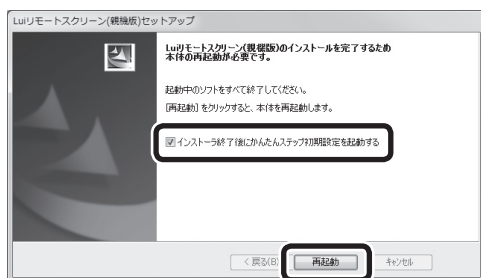 Luiリモートスクリーン(親機版)セットアップ
Luiリモートスクリーン(親機版)のインストールを完了するため
本体の再起動が必要です。
起動中のソフトをすべて終了してください。
[再起動] をクリックすると、本体を再起動します。
インストーラ終了後にかんたんステップ初期設定を起動する
< 戻る(B)
再起動
キャンセル